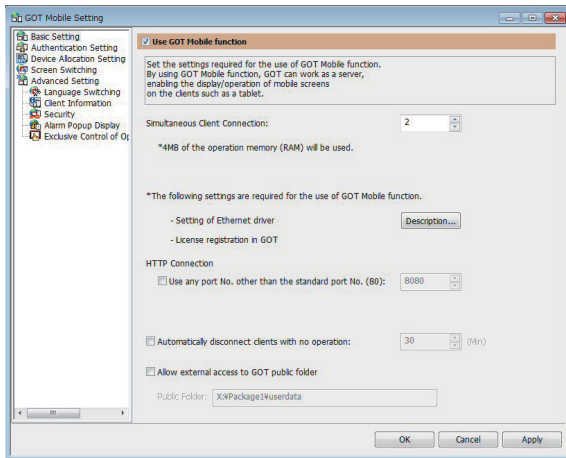 GOT Mobile Setting
Basic Setting
Authentication Setting
Device Allocation Setting
Screen Switching
Advanced Setting
Language Switching
Client Information
Security
Alarm Popup Display
Exclusive Control of Op
Use GOT Mobile function
Set the settings required for the use of GOT Mobile function.
By using GOT Mobile function, GOT can work as a server,
enabling the display/operation of mobile screens
on the clients such as a tablet.
Simultaneous Client Connection: 2
*4MB of the operation memory (RAM) will be used.
*The following settings are required for the use of GOT Mobile function.
- Setting of Ethernet driver Description...
- License registration in GOT
HTTP Connection
Use any port No. other than the standard port No. (80): 8080
Automatically disconnect clients with no operation: 30 (Min)
Allow external access to GOT public folder
Public Folder: X:¥Package1¥userdata
OK Cancel Apply